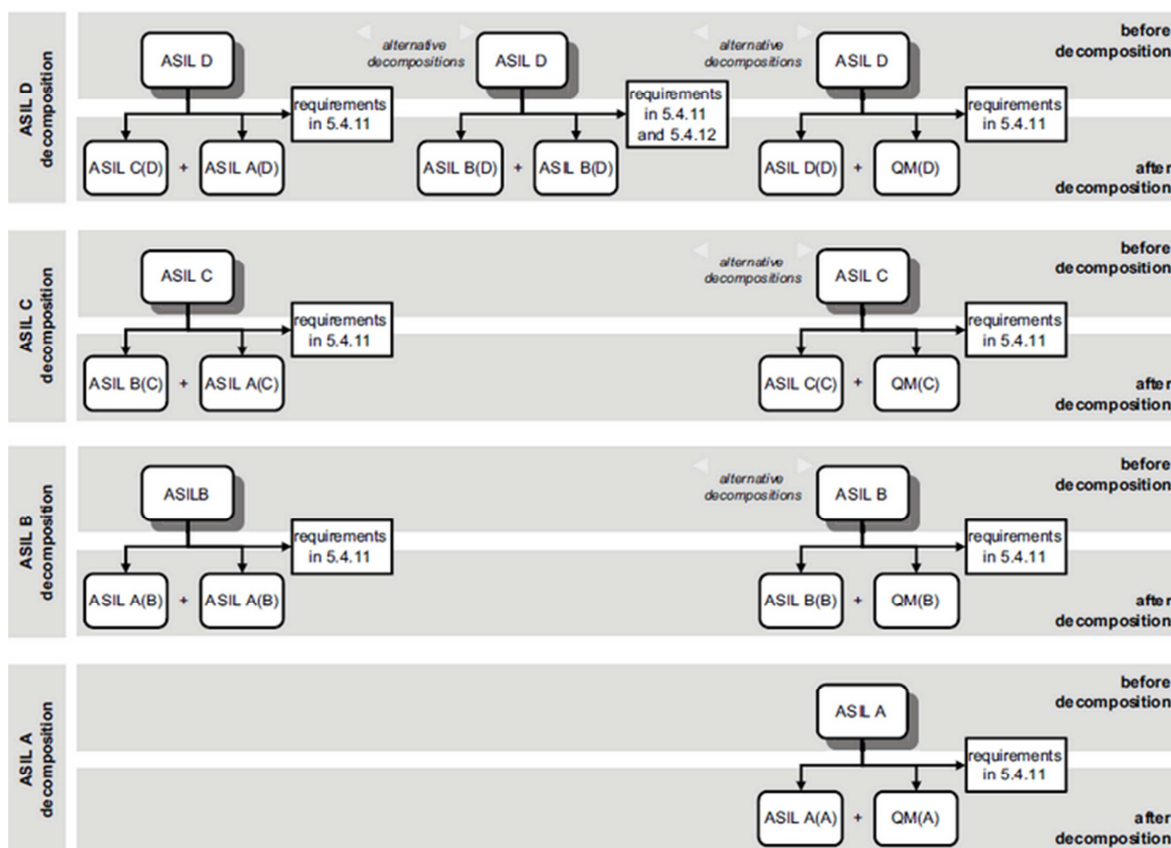 ASIL D
decomposition
ASIL D
alternative
decompositions
ASIL D
alternative
decompositions
ASIL D
before
decomposition
requirements
in 5.4.11
requirements
in 5.4.11
and 5.4.12
requirements
in 5.4.11
ASIL C(D) + ASIL A(D)
ASIL B(D) + ASIL B(D)
ASIL D(D) + QM(D)
after
decomposition
ASIL C
decomposition
ASIL C
alternative
decompositions
ASIL C
before
decomposition
requirements
in 5.4.11
requirements
in 5.4.11
ASIL B(C) + ASIL A(C)
ASIL C(C) + QM(C)
after
decomposition
ASIL B
decomposition
ASILB
alternative
decompositions
ASIL B
before
decomposition
requirements
in 5.4.11
requirements
in 5.4.11
ASIL A(B) + ASIL A(B)
ASIL B(B) + QM(B)
after
decomposition
ASIL A
decomposition
ASIL A
before
decomposition
requirements
in 5.4.11
ASIL A(A) + QM(A)
after
decomposition